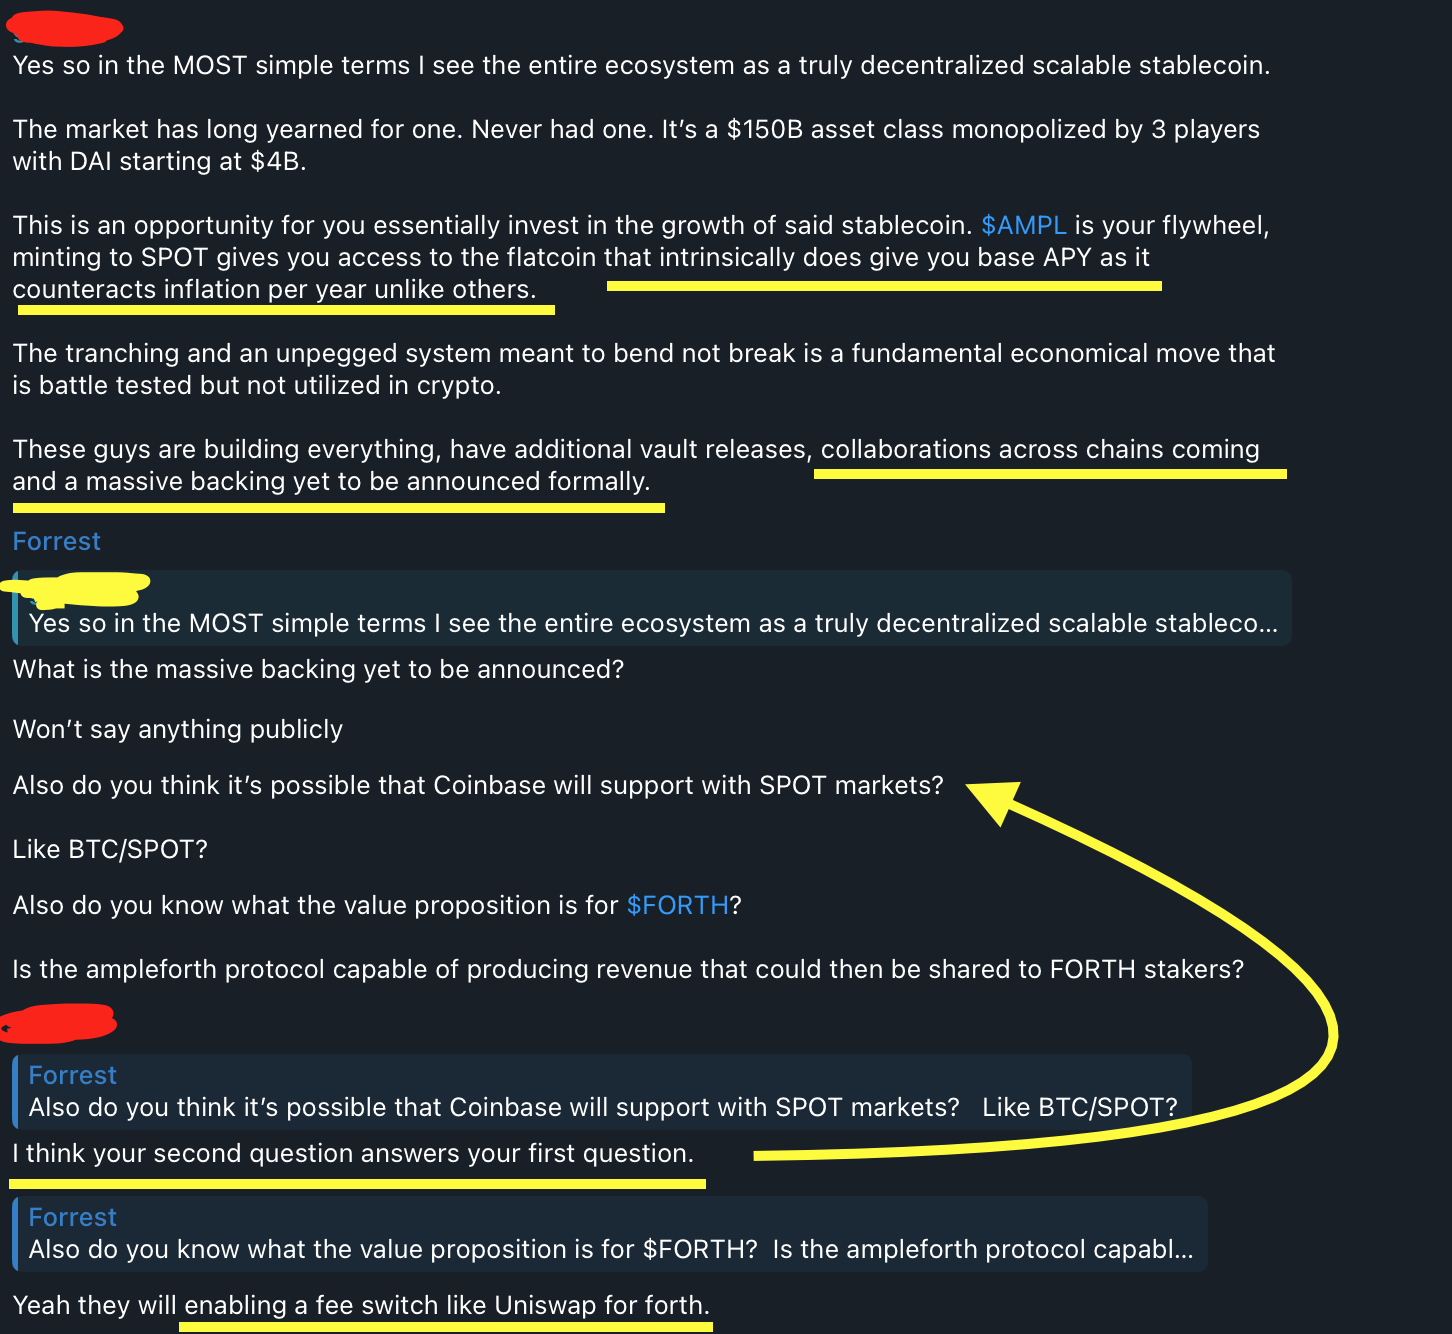 Yes so in the MOST simple terms I see the entire ecosystem as a truly decentralized scalable stablecoin.
The market has long yearned for one. Never had one. It’s a $150B asset class monopolized by 3 players
with DAI starting at $4B.
This is an opportunity for you essentially invest in the growth of said stablecoin. $AMPL is your flywheel,
minting to SPOT gives you access to the flatcoin that intrinsically does give you base APY as it
counteracts inflation per year unlike others.
The tranching and an unpegged system meant to bend not break is a fundamental economical move that
is battle tested but not utilized in crypto.
These guys are building everything, have additional vault releases, collaborations across chains coming
and a massive backing yet to be announced formally.
Forrest
Yes so in the MOST simple terms I see the entire ecosystem as a truly decentralized scalable stableco...
What is the massive backing yet to be announced?
Won’t say anything publicly
Also do you think it’s possible that Coinbase will support with SPOT markets?
Like BTC/SPOT?
Also do you know what the value proposition is for $FORTH?
Is the ampleforth protocol capable of producing revenue that could then be shared to FORTH stakers?
Forrest
Also do you think it’s possible that Coinbase will support with SPOT markets? Like BTC/SPOT?
I think your second question answers your first question.
Forrest
Also do you know what the value proposition is for $FORTH? Is the ampleforth protocol capabl...
Yeah they will enabling a fee switch like Uniswap for forth.